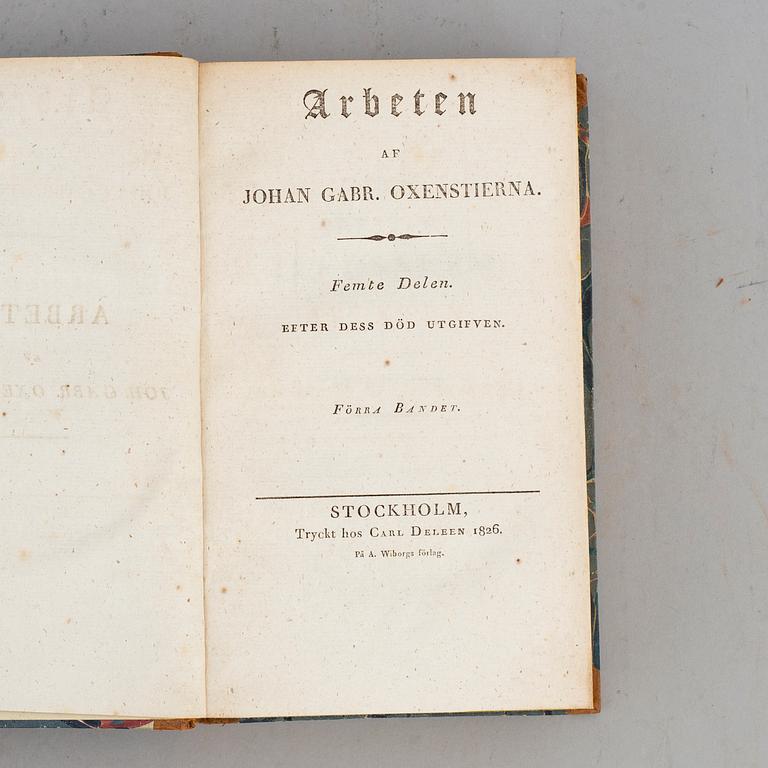 Arbeten
AF
JOHAN GABR. OXENSTIERNA.
Femte Delen.
EFTER DESS DÖD UTGIFVEN.
FÖRRA BANDET.
STOCKHOLM,
Tryckt hos CARL DELEEN 1826.
På A. Wiborgs förlag.